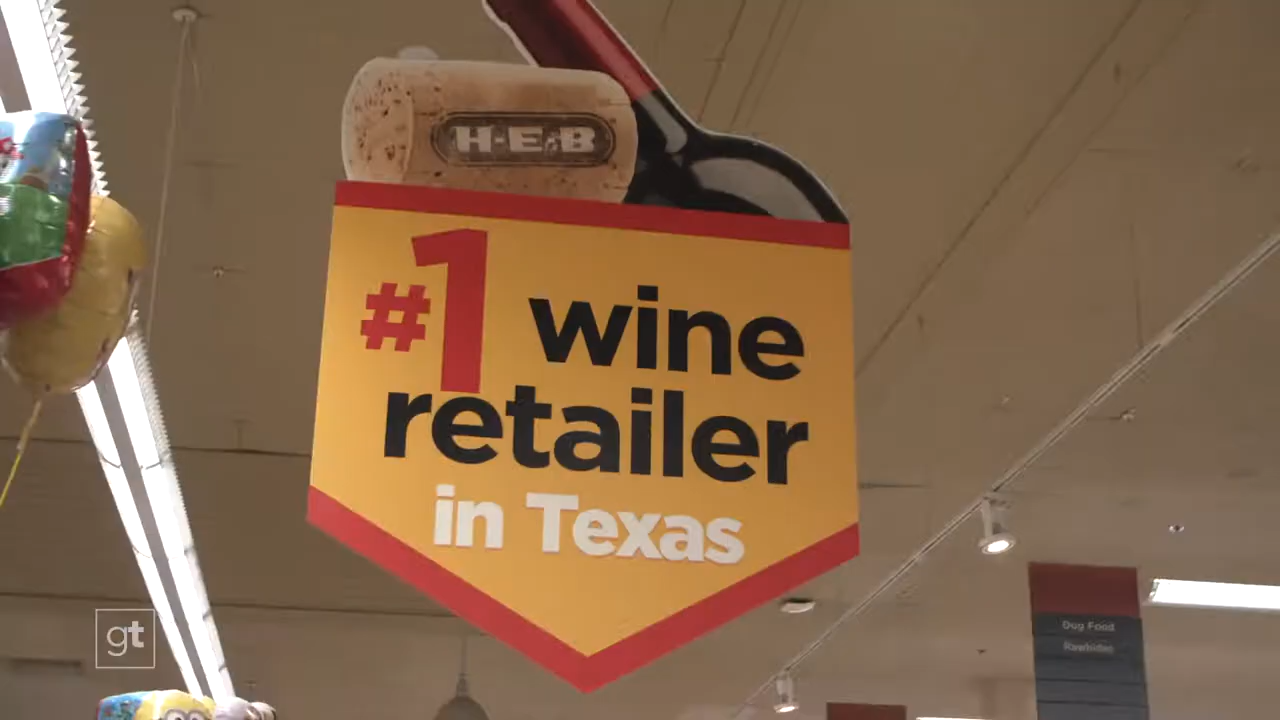 H-E-B
#1 wine
retailer
in Texas
gt
Dog Food
Rawhides